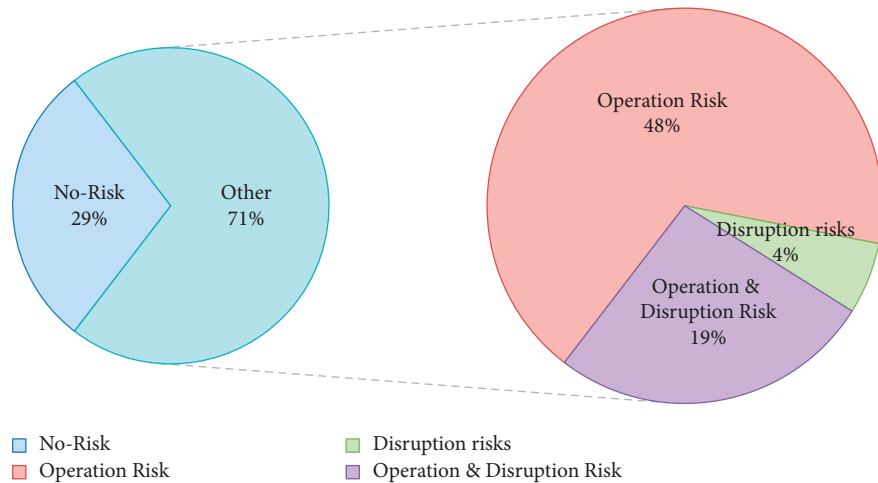 No-Risk
29%
Other
71%
Operation Risk
48%
Disruption risks
4%
Operation &
Disruption Risk
19%
No-Risk
Operation Risk
Disruption risks
Operation & Disruption Risk